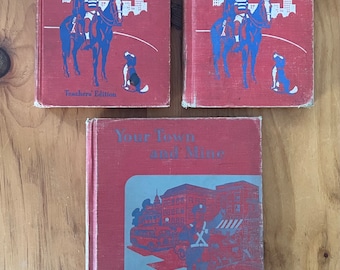 Teachers' Edition
Your Town
and Mine